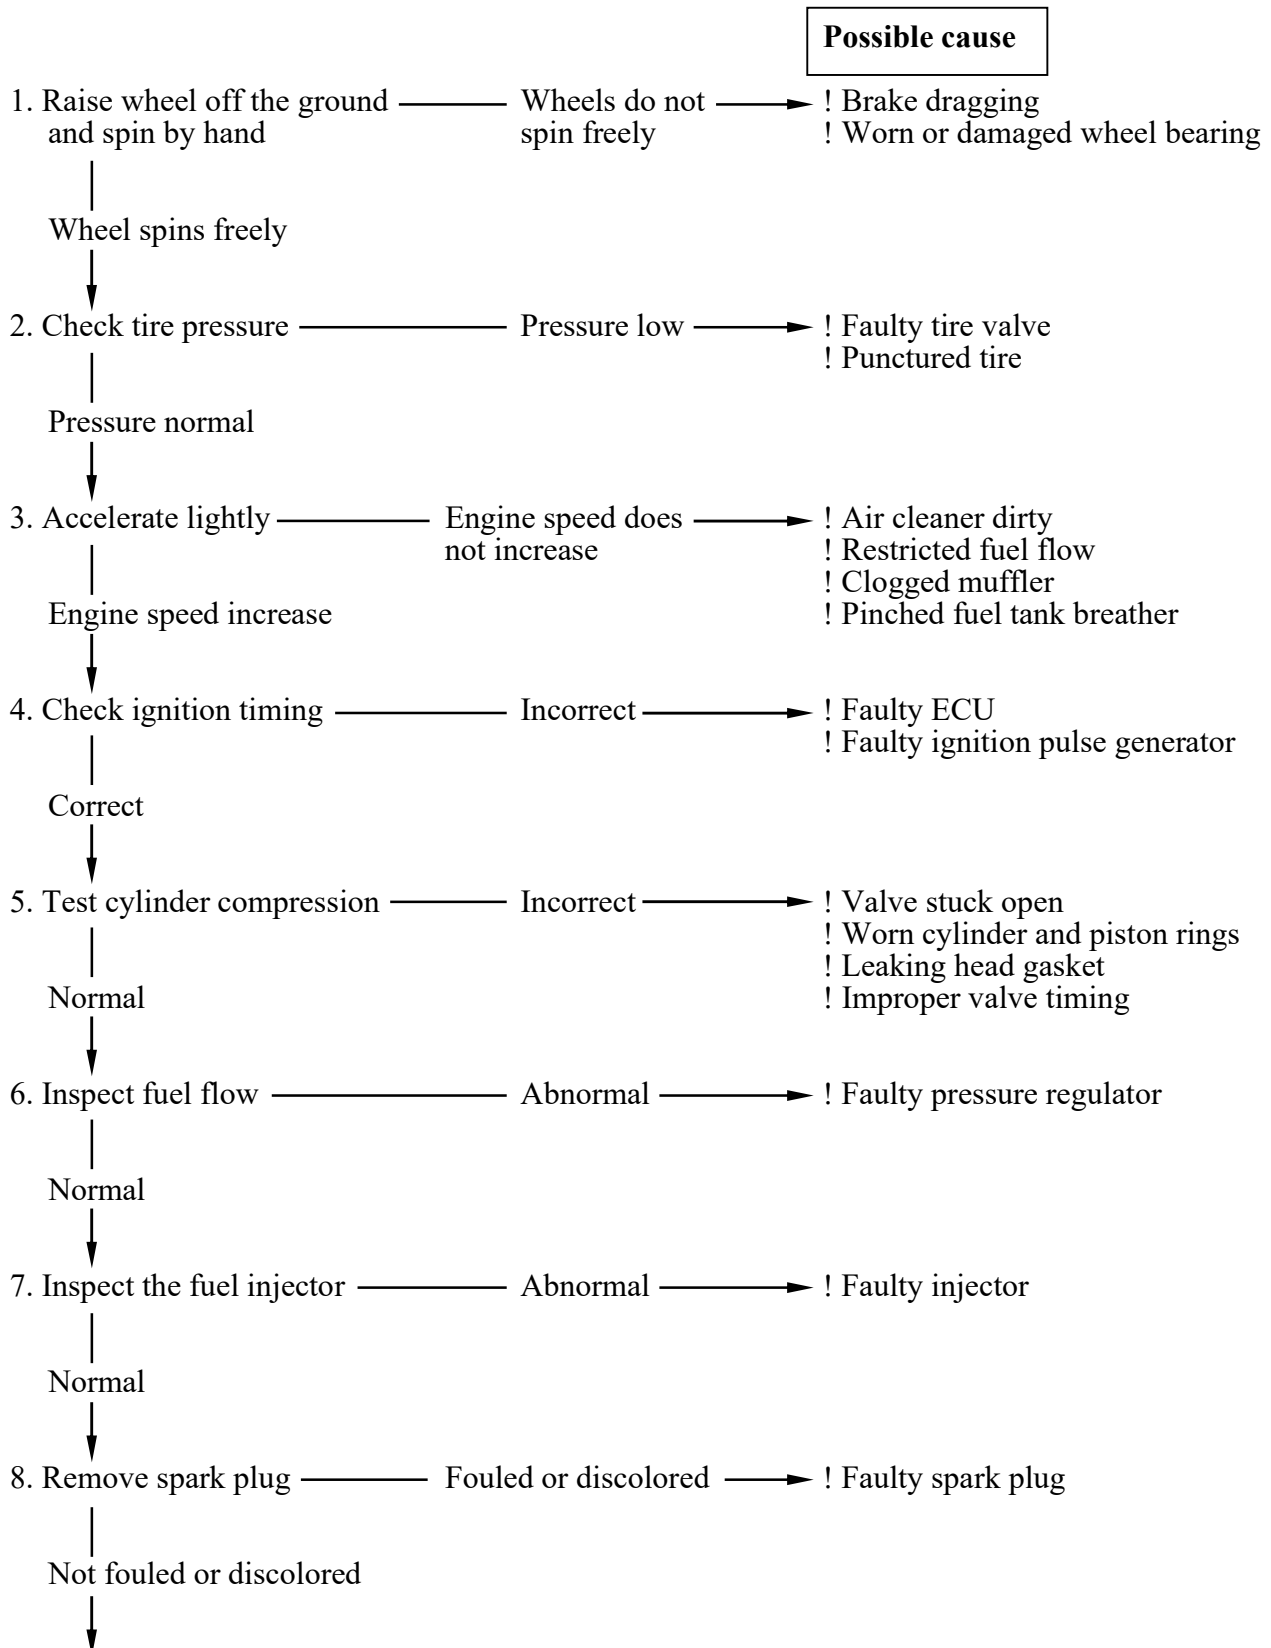 Possible cause
1. Raise wheel off the ground
and spin by hand
Wheels do not
spin freely
! Brake dragging
! Worn or damaged wheel bearing
Wheel spins freely
2. Check tire pressure
Pressure low
! Faulty tire valve
! Punctured tire
Pressure normal
3. Accelerate lightly
Engine speed does
not increase
! Air cleaner dirty
! Restricted fuel flow
! Clogged muffler
! Pinched fuel tank breather
Engine speed increase
4. Check ignition timing
Incorrect
! Faulty ECU
! Faulty ignition pulse generator
Correct
5. Test cylinder compression
Incorrect
! Valve stuck open
! Worn cylinder and piston rings
! Leaking head gasket
! Improper valve timing
Normal
6. Inspect fuel flow
Abnormal
! Faulty pressure regulator
Normal
7. Inspect the fuel injector
Abnormal
! Faulty injector
Normal
8. Remove spark plug
Fouled or discolored
! Faulty spark plug
Not fouled or discolored